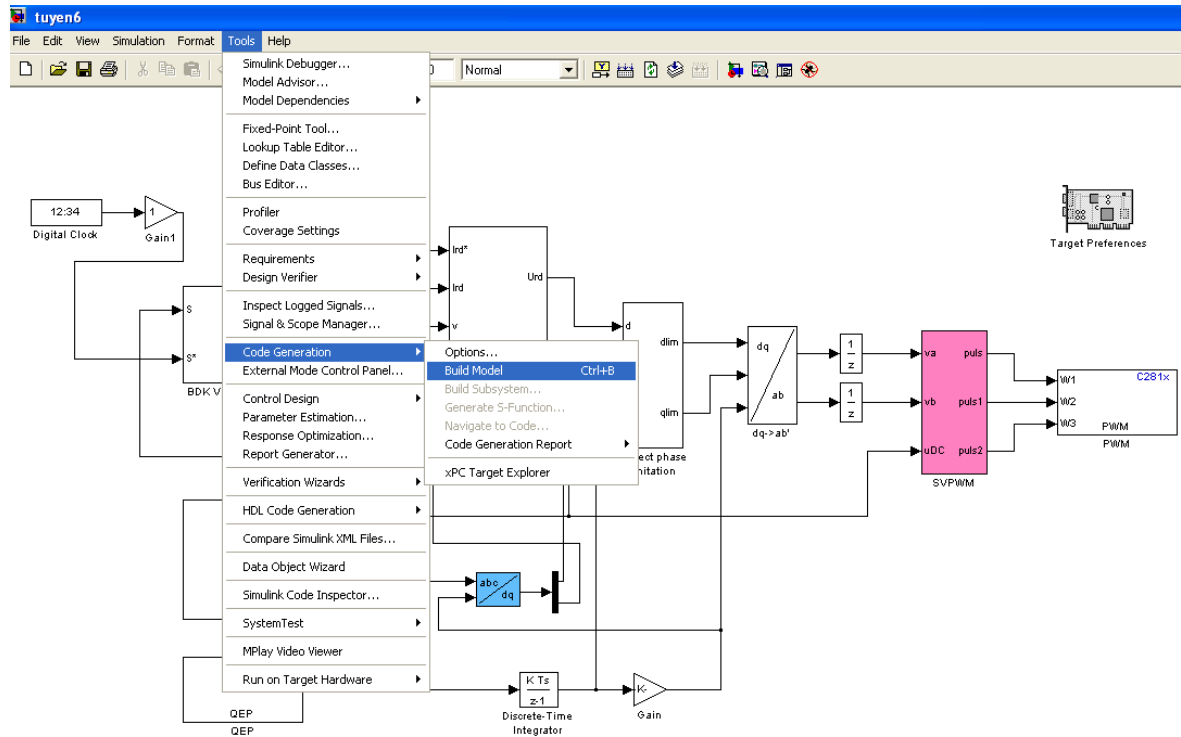 tuyen6
File Edit View Simulation Format Tools Help
Normal
Simulink Debugger...
Model Advisor...
Model Dependencies
Fixed-Point Tool...
Lookup Table Editor...
Define Data Classes...
Bus Editor...
Profiler
Coverage Settings
Requirements
Design Verifier
Inspect Logged Signals...
Signal & Scope Manager...
Code Generation
External Mode Control Panel...
Control Design
Parameter Estimation...
Response Optimization...
Report Generator...
Verification Wizards
HDL Code Generation
Compare Simulink XML Files...
Data Object Wizard
Simulink Code Inspector...
SystemTest
MPlay Video Viewer
Run on Target Hardware
Options...
Build Model Ctrl+B
Build Subsystem...
Generate S-Function...
Navigate to Code...
Code Generation Report
xPC Target Explorer
12:34
Digital Clock
1
Gain1
S
S*
BDK V
Ird*
Ird
v
Urd
d
dlim
qlim
ect phase
itation
dq
ab
dq->ab'
1
z
1
z
va puls
vb puls1
uDC puls2
SVPWM
C281x
W1
W2
W3
PWM
PWM
Target Preferences
abc
dq
K Ts
z-1
Discrete-Time
Integrator
K-
Gain
QEP
QEP